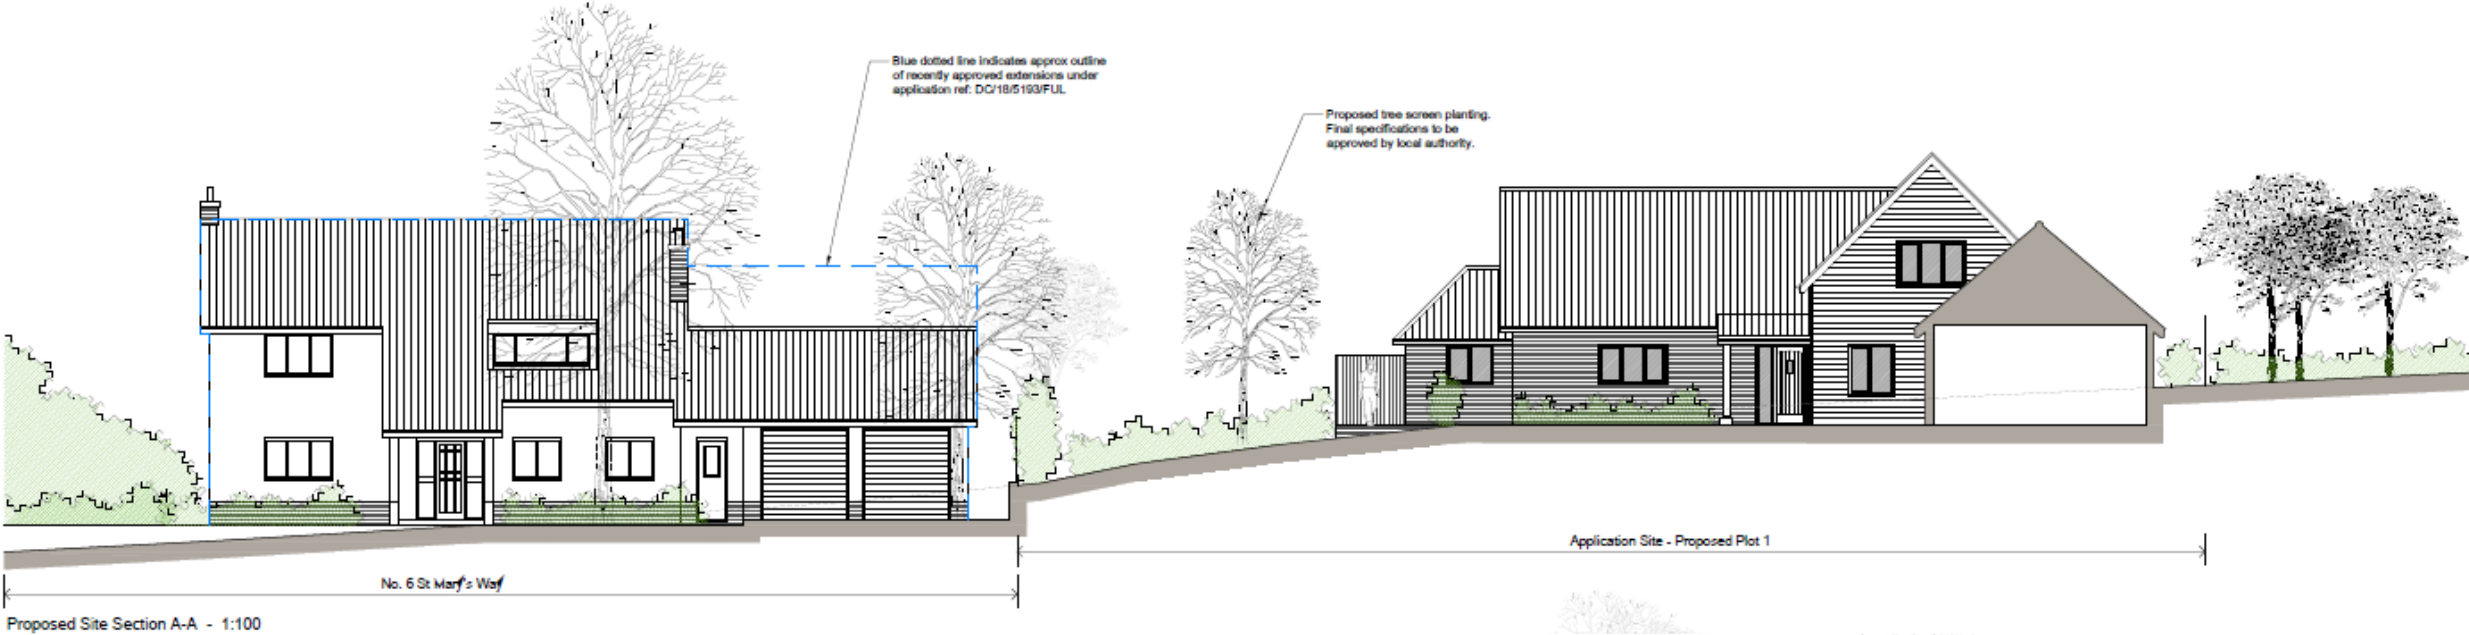 Blue dotted line indicates approx outline
of recently approved extensions under
application ref: DC/18/5193/FUL
Proposed tree screen planting.
Final specifications to be
approved by local authority.
Application Site - Proposed Plot 1
No. 6 St Mary's Way
Proposed Site Section A-A - 1:100